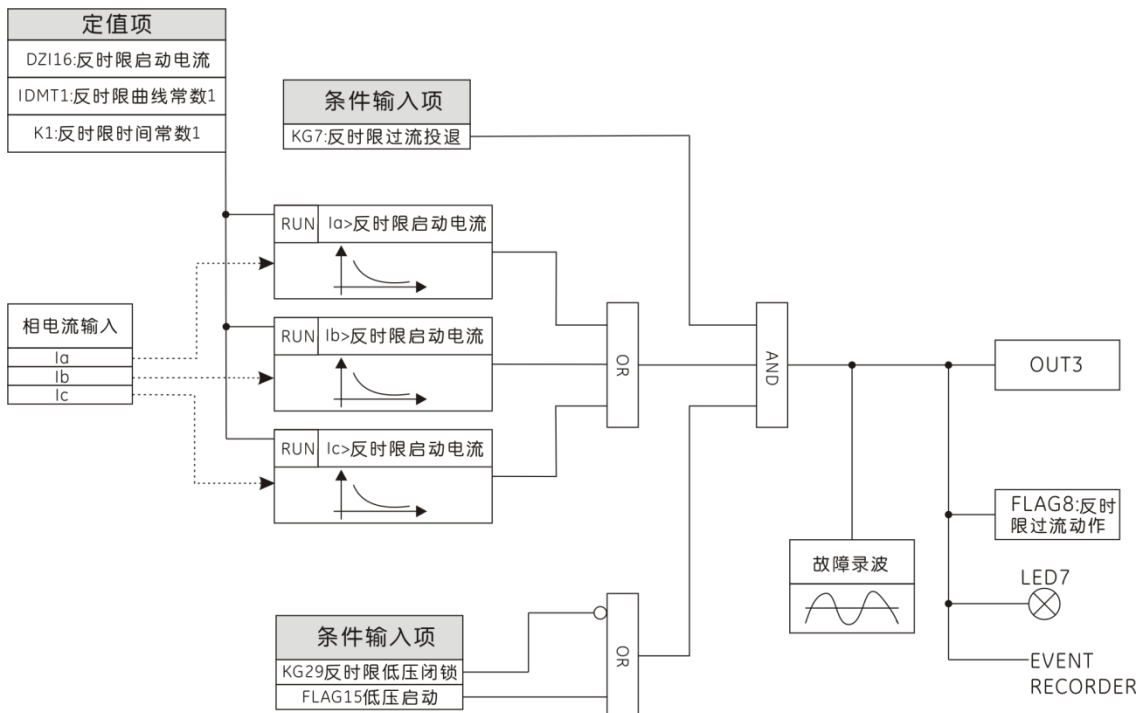 定值项
DZI16:反时限启动电流
IDMT1:反时限曲线常数1
K1:反时限时间常数1
条件输入项
KG7:反时限过流投退
RUN Ia>反时限启动电流
相电流输入
Ia
Ib
Ic
RUN Ib>反时限启动电流
RUN Ic>反时限启动电流
OR
AND
OUT3
FLAG8:反时
限过流动作
故障录波
LED7
条件输入项
KG29反时限低压闭锁
FLAG15低压启动
OR
EVENT
RECORDER